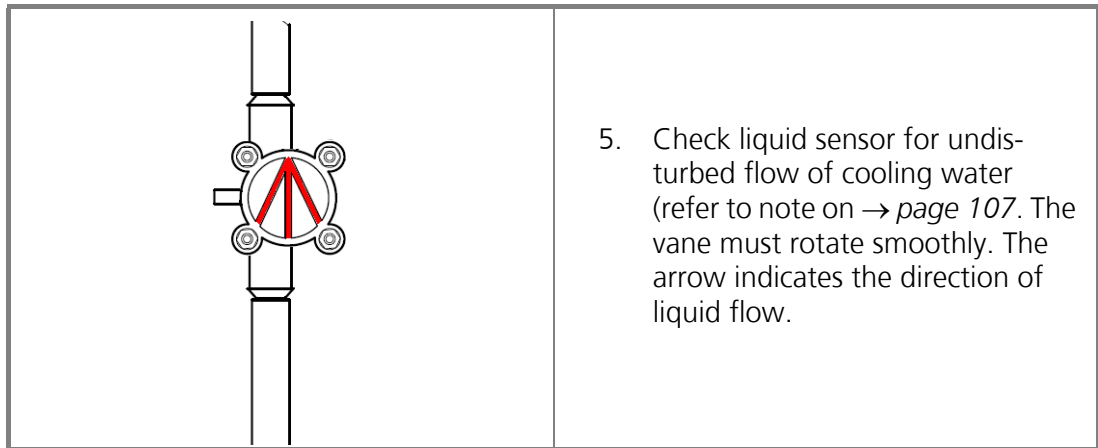 5. Check liquid sensor for undis-
turbed flow of cooling water
(refer to note on → page 107. The
vane must rotate smoothly. The
arrow indicates the direction of
liquid flow.